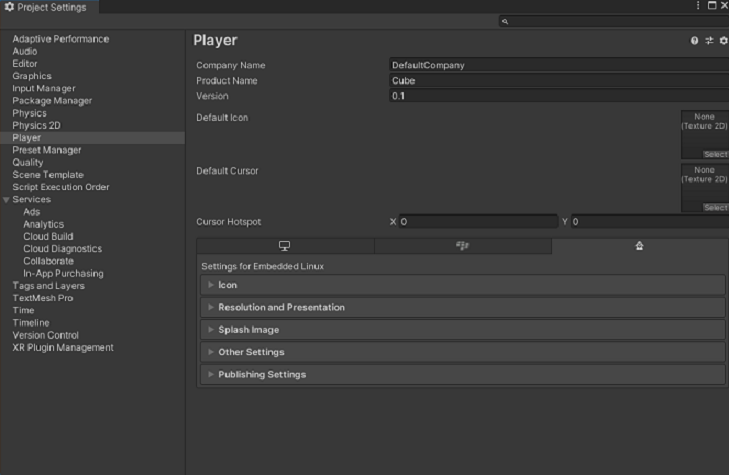 Project Settings
Adaptive Performance
Audio
Editor
Graphics
Input Manager
Package Manager
Physics
Physics 2D
Player
Preset Manager
Quality
Scene Template
Script Execution Order
Services
Ads
Analytics
Cloud Build
Cloud Diagnostics
Collaborate
In-App Purchasing
Tags and Layers
TextMesh Pro
Time
Timeline
Version Control
XR Plugin Management
Player
Company Name DefaultCompany
Product Name Cube
Version 0.1
Default Icon
None
(Texture 2D)
Select
Default Cursor
None
(Texture 2D)
Select
Cursor Hotspot X 0 Y 0
Settings for Embedded Linux
Icon
Resolution and Presentation
Splash Image
Other Settings
Publishing Settings